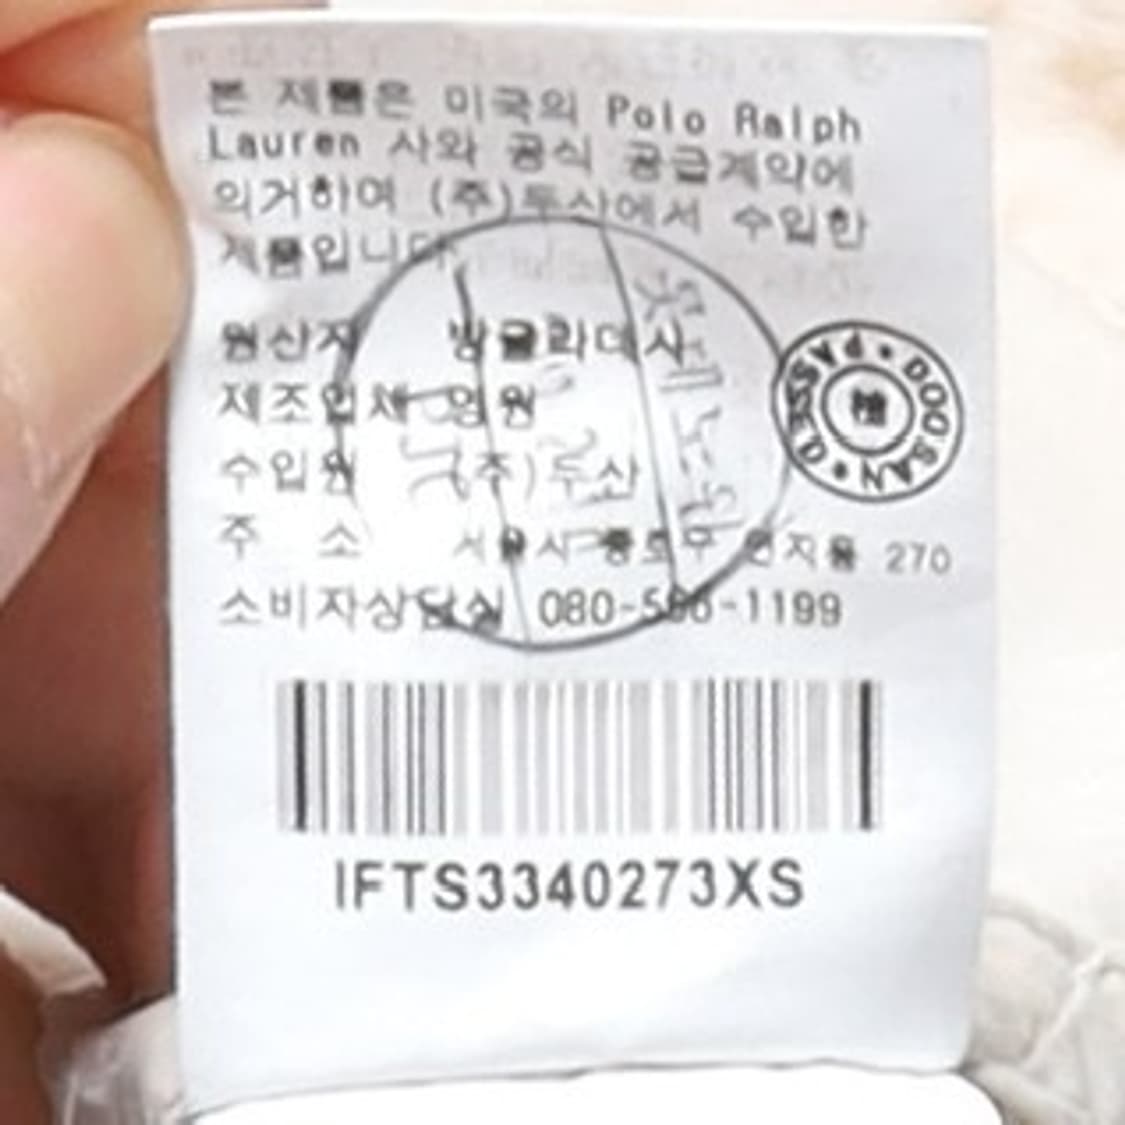 본 제품은 미국의 Polo Ralph
Lauren 사와 공식 공급계약에
의거하여 (주)두산에서 수입한
제품입니다.
원산지 방글라데시
제조업체 영원
수입원 (주)두산
주 소 서울시 종로구 연지동 270
소비자상담실 080-536-1199
PASSED DOOSAN
IFTS3340273XS